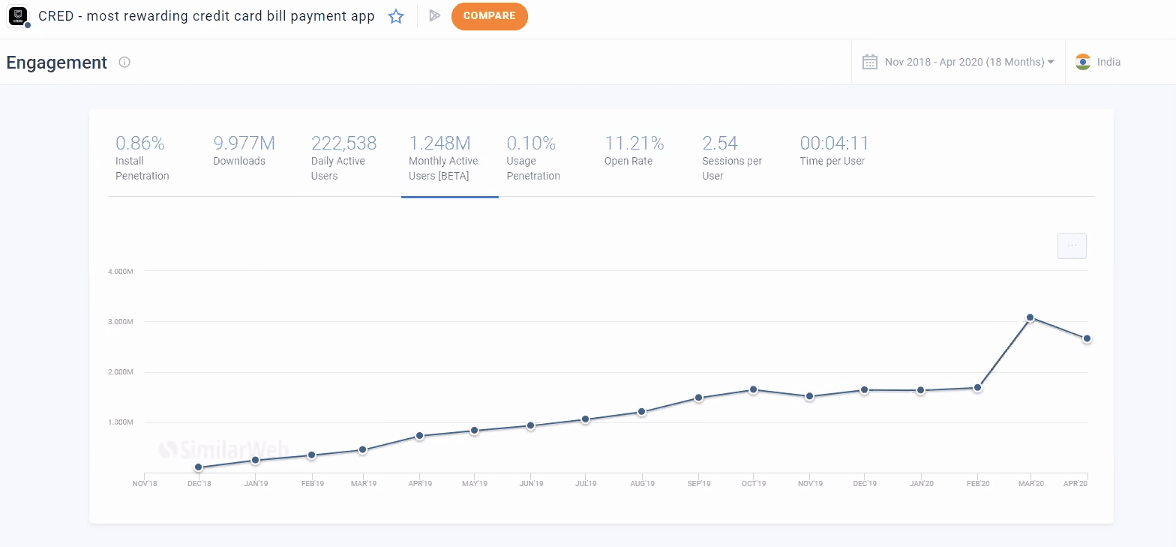 CRED - most rewarding credit card bill payment app
COMPARE
Engagement
Nov 2018 - Apr 2020 (18 Months)
India
0.86%
Install
Penetration
9.977M
Downloads
222,538
Daily Active
Users
1.248M
Monthly Active
Users [BETA]
0.10%
Usage
Penetration
11.21%
Open Rate
2.54
Sessions per
User
00:04:11
Time per User
4.000M
3.000M
2.000M
1.000M
SimilarWeb
NOV'18 DEC'18 JAN'19 FEB'19 MAR'19 APR'19 MAY'19 JUN'19 JUL'19 AUG'19 SEP'19 OCT'19 NOV'19 DEC'19 JAN'20 FEB'20 MAR'20 APR'20